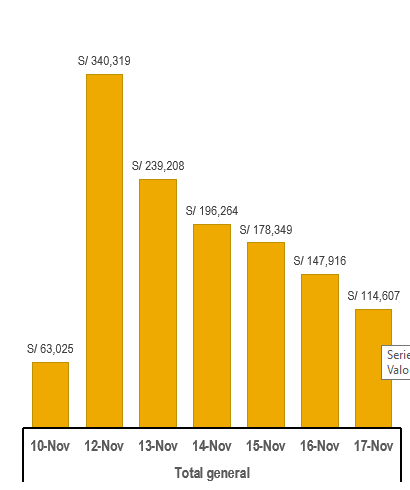 S/ 340,319
S/ 239,208
S/ 196,264
S/ 178,349
S/ 147,916
S/ 114,607
S/ 63,025
Serie
Valo
10-Nov 12-Nov 13-Nov 14-Nov 15-Nov 16-Nov 17-Nov
Total general